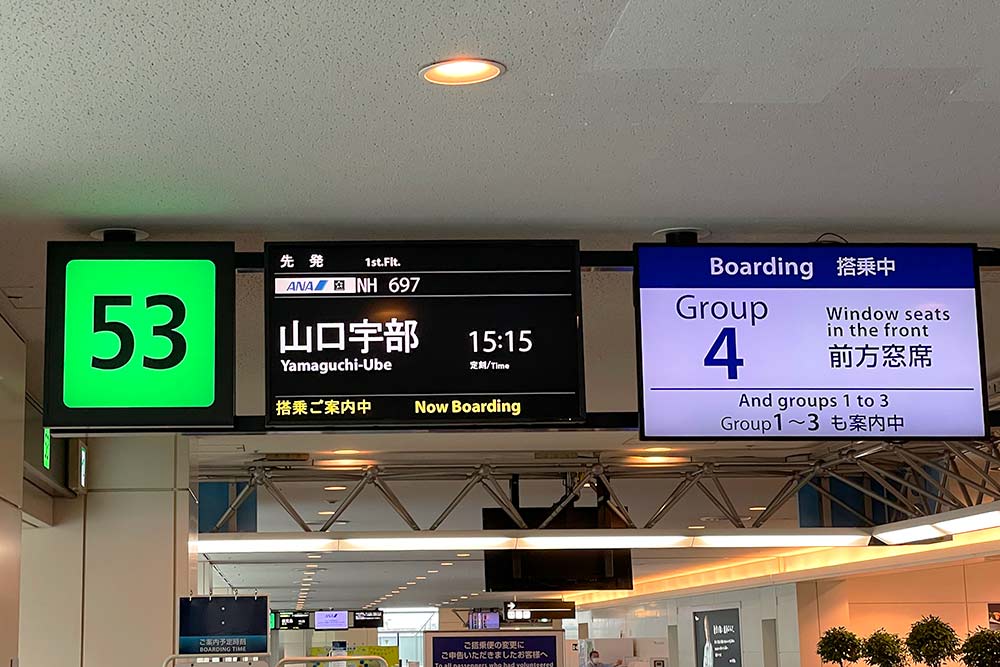 53
先発 1st.Flt.
ANA NH 697
山口宇部 15:15
Yamaguchi-Ube 定刻/Time
搭乗ご案内中 Now Boarding
Boarding 搭乗中
Group
4
Window seats
in the front
前方窓席
And groups 1 to 3
Group1〜3 も案内中
ご案内予定時刻
BOARDING TIME
ご搭乗便の変更に
ご申告いただきましたお客様へ
To all passengers who had volunteered